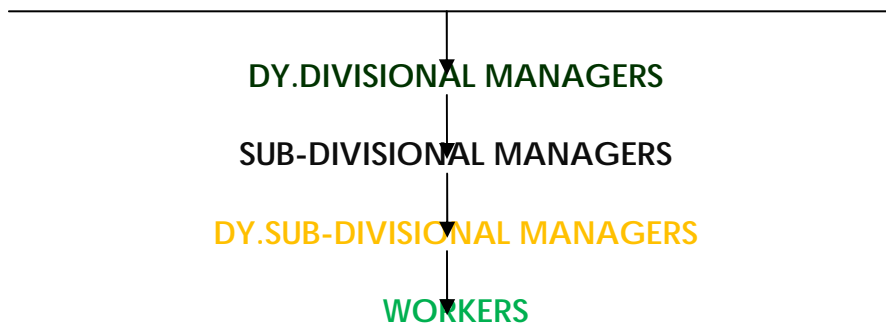 DY.DIVISIONAL MANAGERS
SUB-DIVISIONAL MANAGERS
DY.SUB-DIVISIONAL MANAGERS
WORKERS